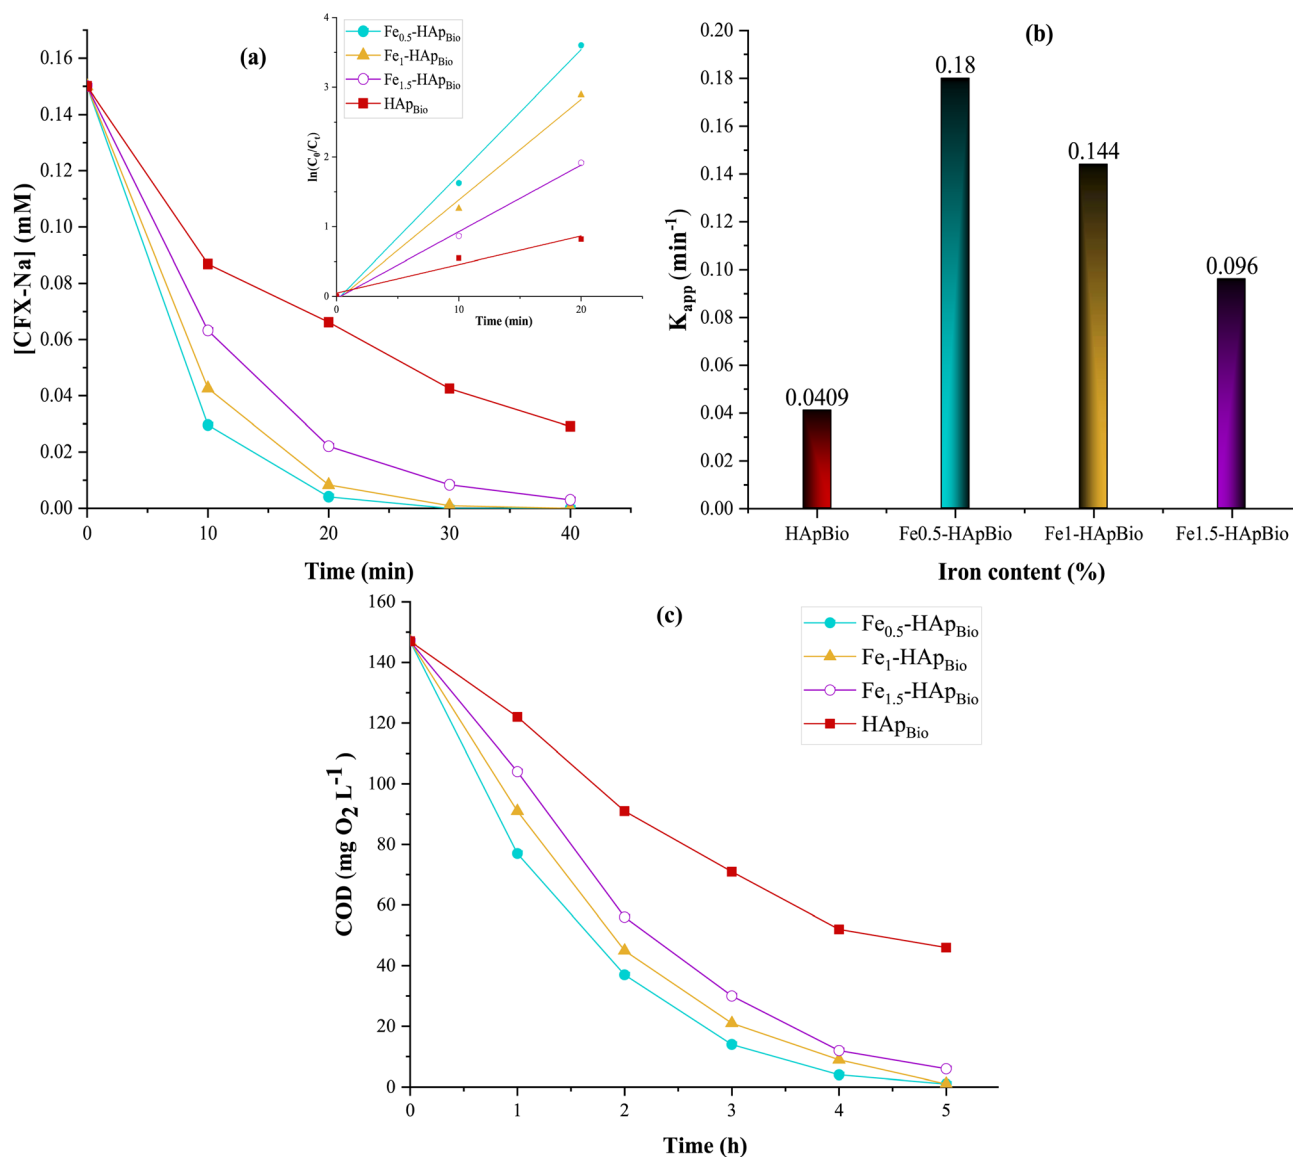 (a)
Fe0.5-HApBio
Fe1-HApBio
Fe1.5-HApBio
HApBio
4
3
2
1
0
ln(C0/Ct)
0
10
20
Time (min)
0.16
0.14
0.12
0.10
0.08
0.06
0.04
0.02
0.00
[CFX-Na] (mM)
0
10
20
30
40
Time (min)
(b)
0.20
0.18
0.16
0.14
0.12
0.10
0.08
0.06
0.04
0.02
0.00
Kapp (min-1)
0.0409
0.18
0.144
0.096
HApBio
Fe0.5-HApBio
Fe1-HApBio
Fe1.5-HApBio
Iron content (%)
(c)
Fe0.5-HApBio
Fe1-HApBio
Fe1.5-HApBio
HApBio
160
140
120
100
80
60
40
20
0
COD (mg O2 L-1)
0
1
2
3
4
5
Time (h)